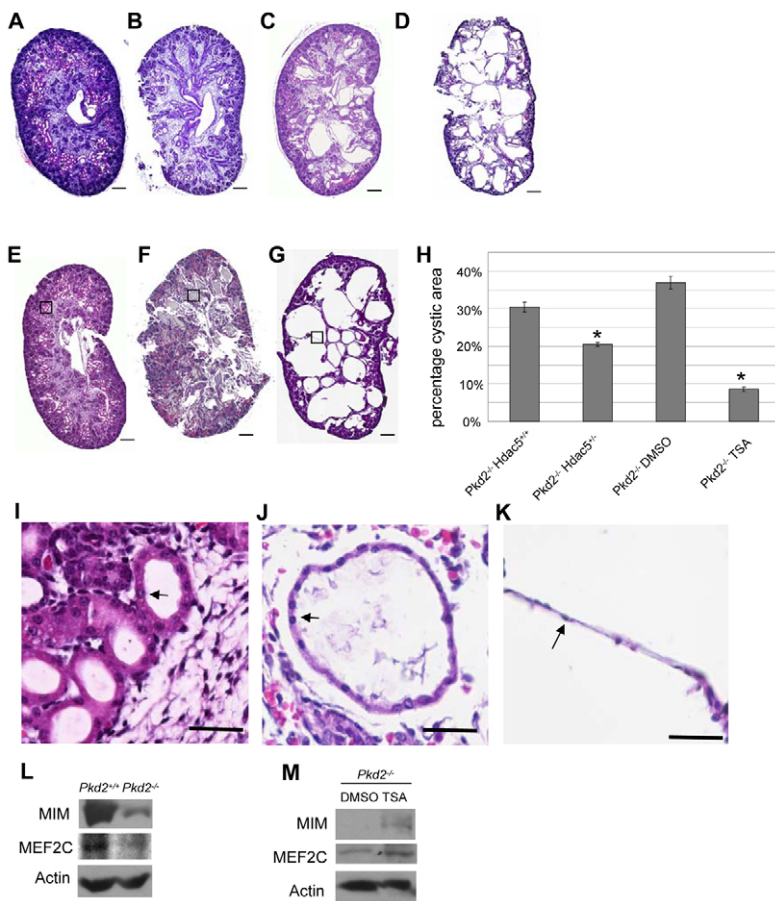 A
B
C
D
E
F
G
H
percentage cystic area
40%
30%
20%
10%
0%
*
*
Pkd2-/- Hdac5+/+
Pkd2-/- Hdac5+/-
Pkd2-/- DMSO
Pkd2-/- TSA
I
J
K
L
Pkd2+/+ Pkd2-/-
MIM
MEF2C
Actin
M
Pkd2-/-
DMSO TSA
MIM
MEF2C
Actin